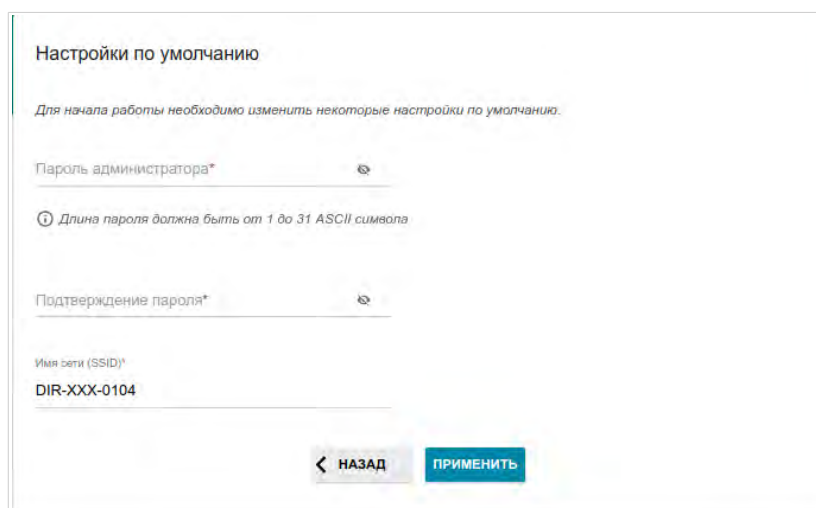 Настройки по умолчанию
Для начала работы необходимо изменить некоторые настройки по умолчанию.
Пароль администратора*
Длина пароля должна быть от 1 до 31 ASCII символа
Подтверждение пароля*
Имя сети (SSID)*
DIR-XXX-0104
НАЗАД
ПРИМЕНИТЬ